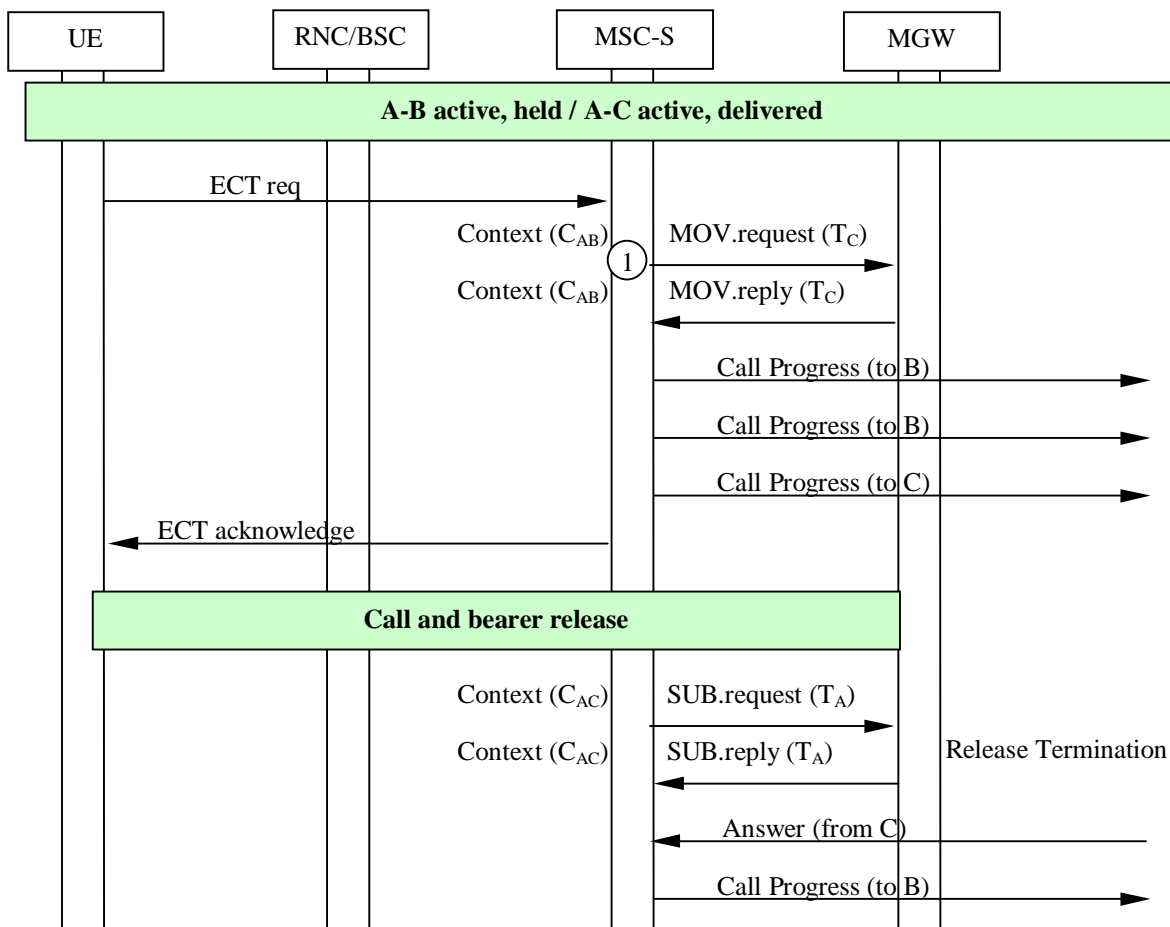 UE RNC/BSC MSC-S MGW
A-B active, held / A-C active, delivered
ECT req
Context (CAB) 1 MOV.request (TC)
Context (CAB) MOV.reply (TC)
Call Progress (to B)
Call Progress (to B)
Call Progress (to C)
ECT acknowledge
Call and bearer release
Context (CAC) SUB.request (TA)
Context (CAC) SUB.reply (TA) Release Termination
Answer (from C)
Call Progress (to B)